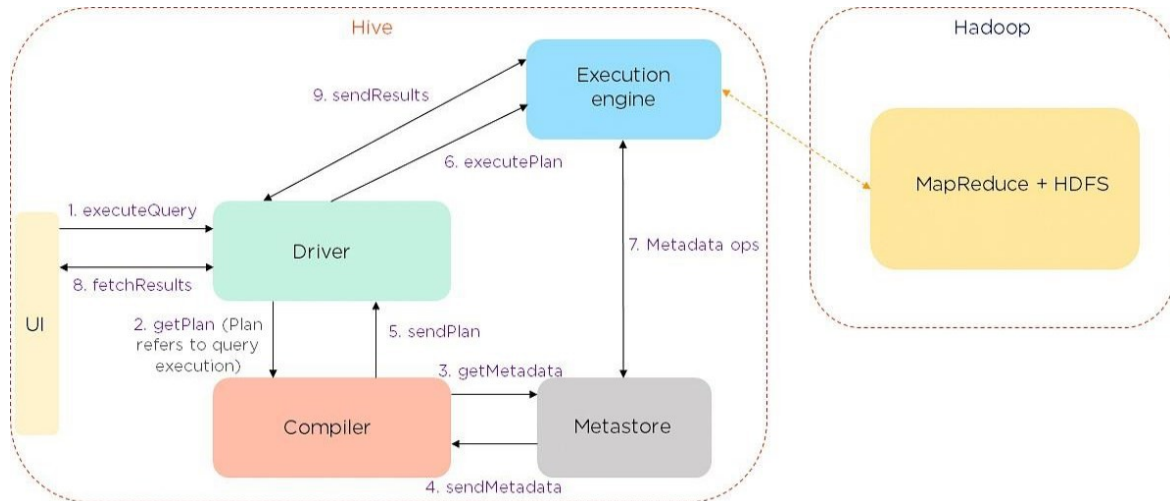 Hive
Hadoop
Execution
engine
9. sendResults
6. executePlan
MapReduce + HDFS
1. executeQuery
Driver
7. Metadata ops
8. fetchResults
UI
2. getPlan (Plan
refers to query
execution)
5. sendPlan
3. getMetadata
Compiler
Metastore
4. sendMetadata